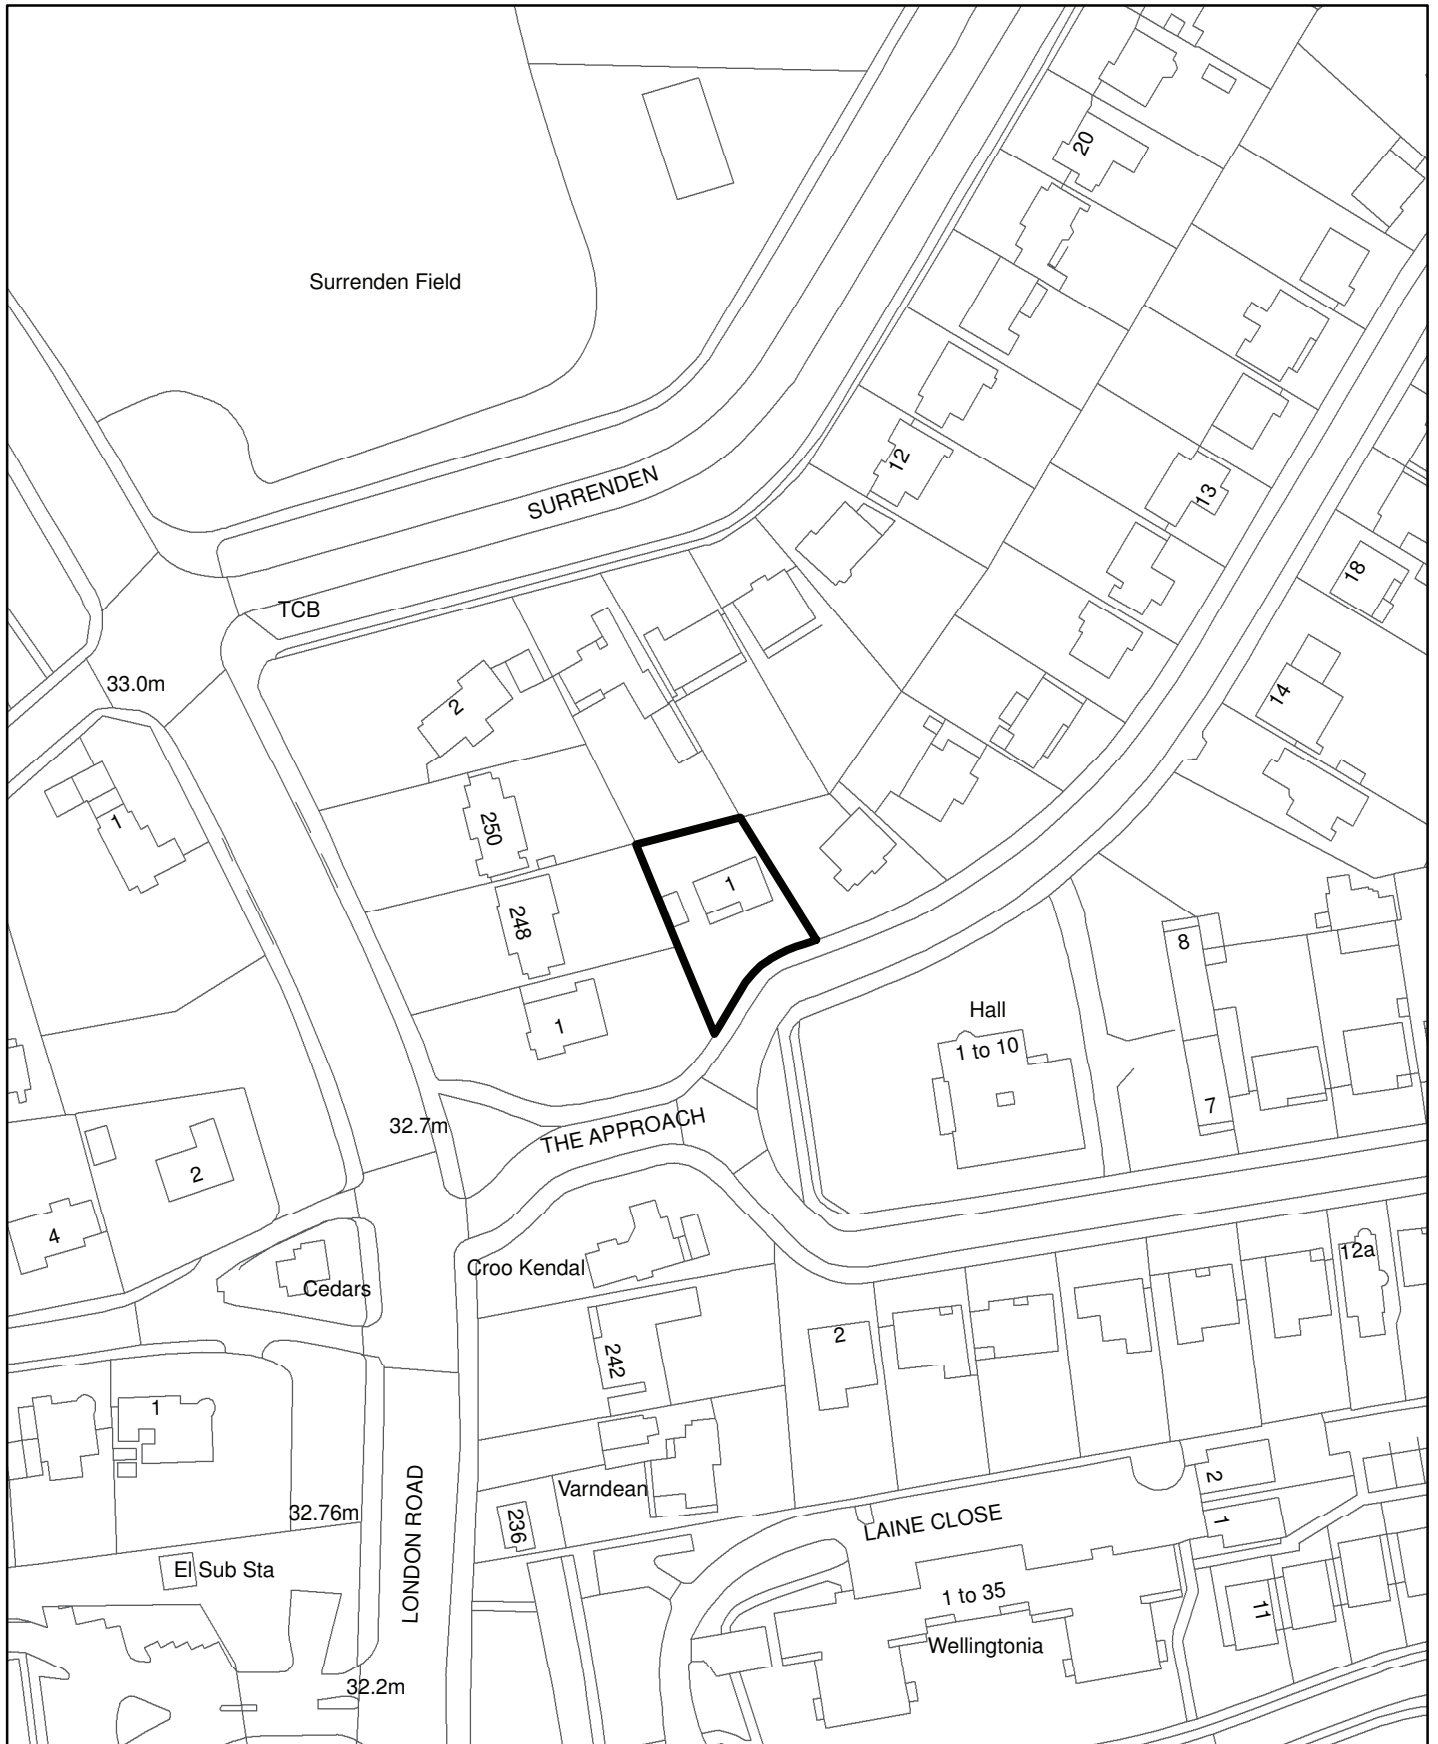 20
Surrenden Field
12
SURRENDEN
13
18
TCB
33.0m
14
2
1
250
1
248
8
Hall
1
1 to 10
7
32.7m
THE APPROACH
2
4
12a
Croo Kendal
Cedars
2
242
1
2
Varndean
32.76m
236
LAINE CLOSE
1
LONDON ROAD
El Sub Sta
1 to 35
11
Wellingtonia
32.2m